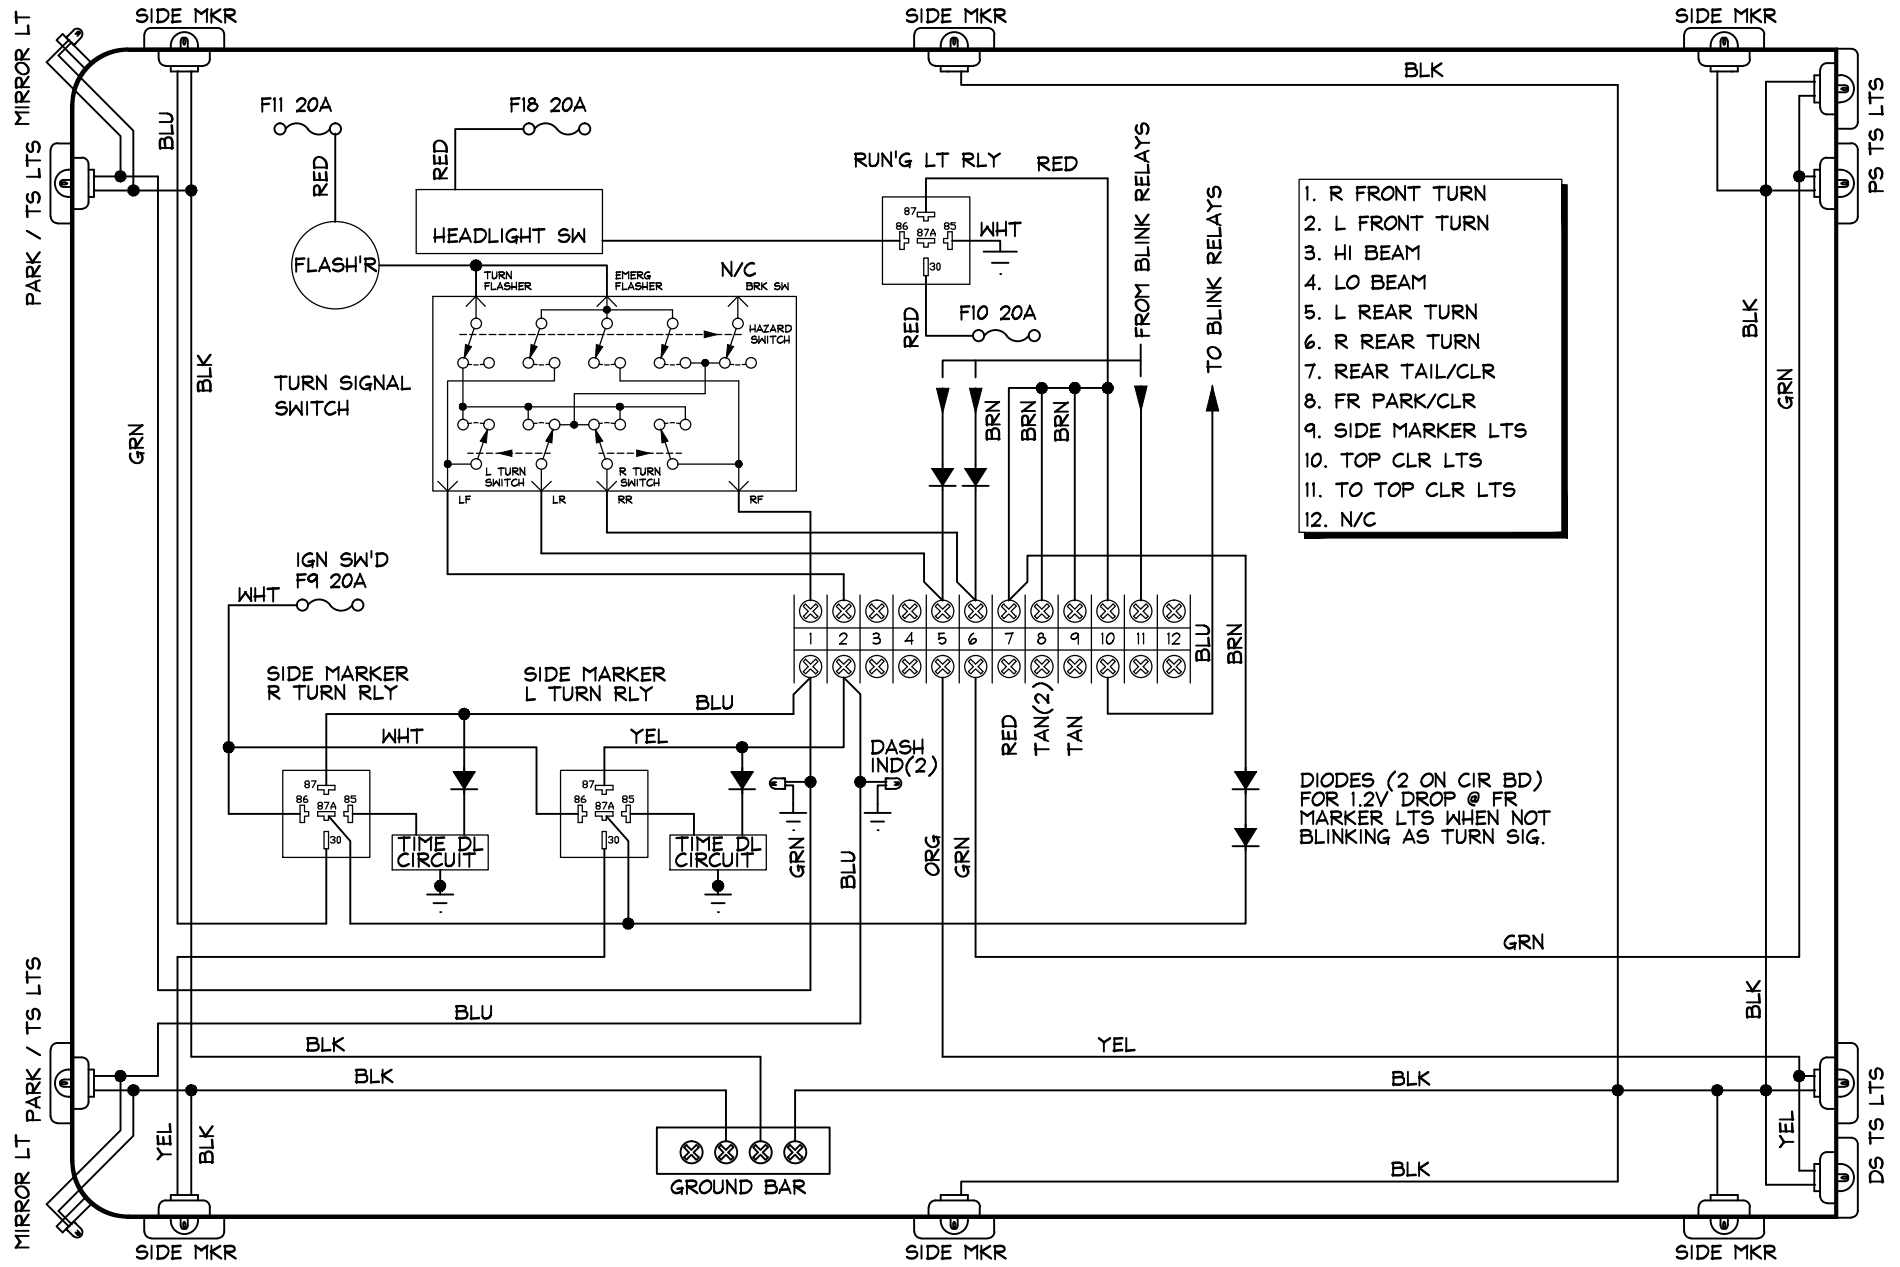 SIDE MKR
SIDE MKR
SIDE MKR
MIRROR LT
PARK / TS LTS
BLU
F11 20A
RED
F18 20A
RED
HEADLIGHT SW
FLASH'R
RUN'G LT RLY
RED
87
86
87A
85
30
WHT
RED
F10 20A
FROM BLINK RELAYS
TO BLINK RELAYS
BLK
PS TS LTS
1. R FRONT TURN
2. L FRONT TURN
3. HI BEAM
4. LO BEAM
5. L REAR TURN
6. R REAR TURN
7. REAR TAIL/CLR
8. FR PARK/CLR
9. SIDE MARKER LTS
10. TOP CLR LTS
11. TO TOP CLR LTS
12. N/C
BLK
GRN
TURN
FLASHER
EMERG
FLASHER
N/C
BRK SW
HAZARD
SWITCH
TURN SIGNAL
SWITCH
L TURN
SWITCH
R TURN
SWITCH
LF
LR
RR
RF
BLK
GRN
BRN
BRN
BRN
IGN SW'D
F9 20A
WHT
1 2 3 4 5 6 7 8 9 10 11 12
BLU
BRN
SIDE MARKER
R TURN RLY
SIDE MARKER
L TURN RLY
BLU
WHT
YEL
87
86
87A
85
30
TIME DL
CIRCUIT
87
86
87A
85
30
TIME DL
CIRCUIT
DASH
IND(2)
RED
TAN(2)
TAN
GRN
BLU
ORG
GRN
DIODES (2 ON CIR BD)
FOR 1.2V DROP @ FR
MARKER LTS WHEN NOT
BLINKING AS TURN SIG.
GRN
BLK
PARK / TS LTS
BLU
BLK
BLK
YEL
BLK
YEL
BLK
YEL
DS TS LTS
MIRROR LT
GROUND BAR
BLK
SIDE MKR
SIDE MKR
SIDE MKR